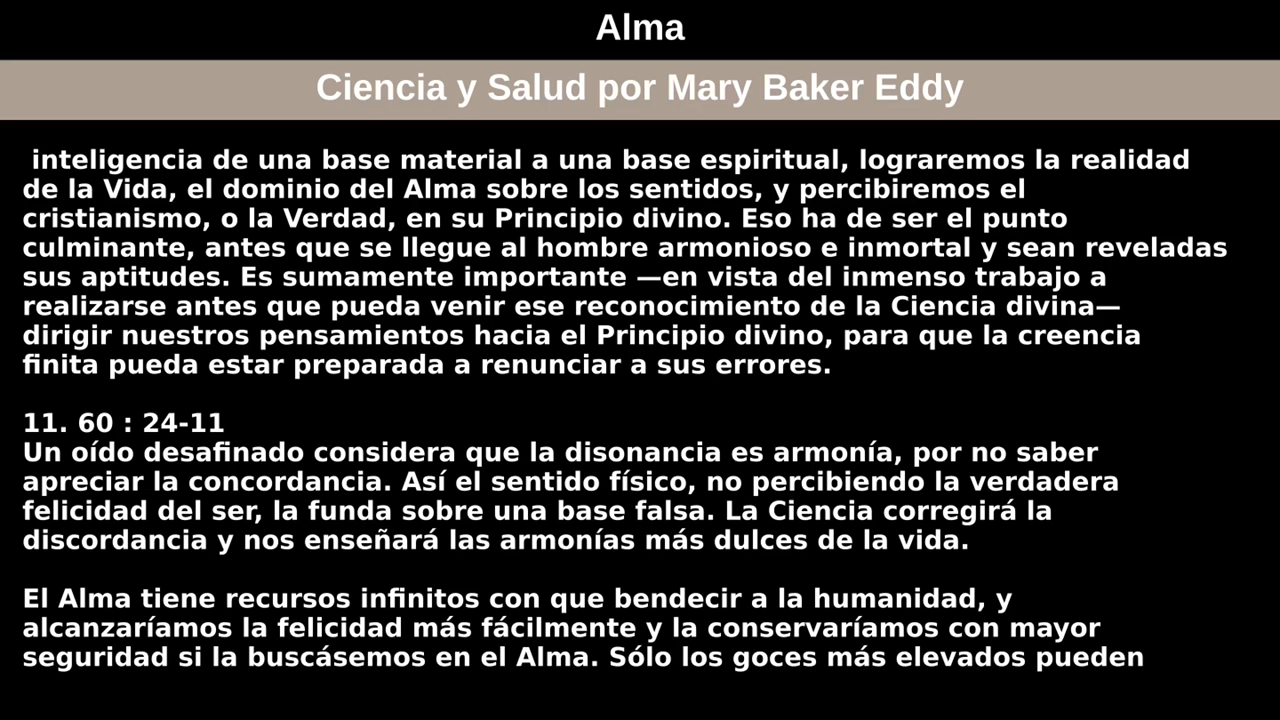 Alma
Ciencia y Salud por Mary Baker Eddy
inteligencia de una base material a una base espiritual, lograremos la realidad
de la Vida, el dominio del Alma sobre los sentidos, y percibiremos el
cristianismo, o la Verdad, en su Principio divino. Eso ha de ser el punto
culminante, antes que se llegue al hombre armonioso e inmortal y sean reveladas
sus aptitudes. Es sumamente importante —en vista del inmenso trabajo a
realizarse antes que pueda venir ese reconocimiento de la Ciencia divina—
dirigir nuestros pensamientos hacia el Principio divino, para que la creencia
finita pueda estar preparada a renunciar a sus errores.
11. 60 : 24-11
Un oído desafinado considera que la disonancia es armonía, por no saber
apreciar la concordancia. Así el sentido físico, no percibiendo la verdadera
felicidad del ser, la funda sobre una base falsa. La Ciencia corregirá la
discordancia y nos enseñará las armonías más dulces de la vida.
El Alma tiene recursos infinitos con que bendecir a la humanidad, y
alcanzaríamos la felicidad más fácilmente y la conservaríamos con mayor
seguridad si la buscásemos en el Alma. Sólo los goces más elevados pueden